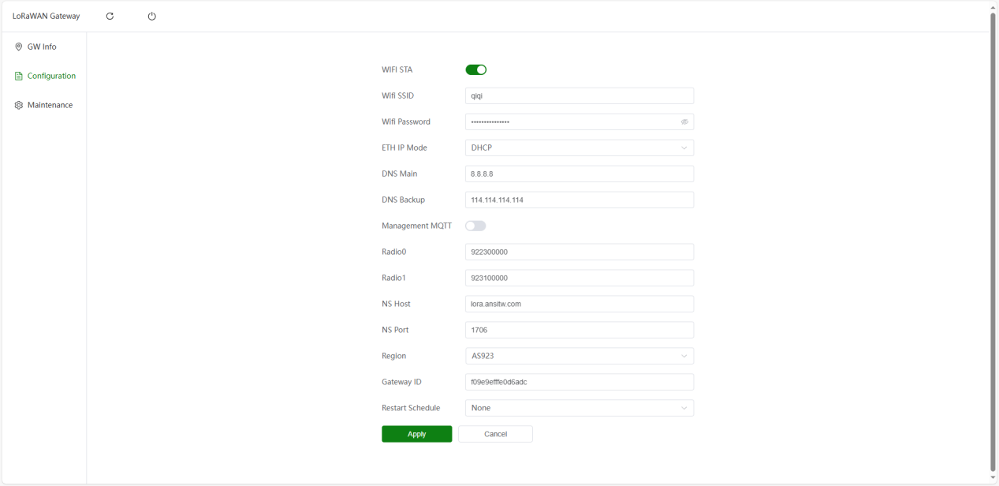 LoRaWAN Gateway
GW Info
Configuration
Maintenance
WIFI STA
Wifi SSID qiqi
Wifi Password ···············
ETH IP Mode DHCP
DNS Main 8.8.8.8
DNS Backup 114.114.114.114
Management MQTT
Radio0 922300000
Radio1 923100000
NS Host lora.ansitw.com
NS Port 1706
Region AS923
Gateway ID f09e9efffe0d6adc
Restart Schedule None
Apply Cancel